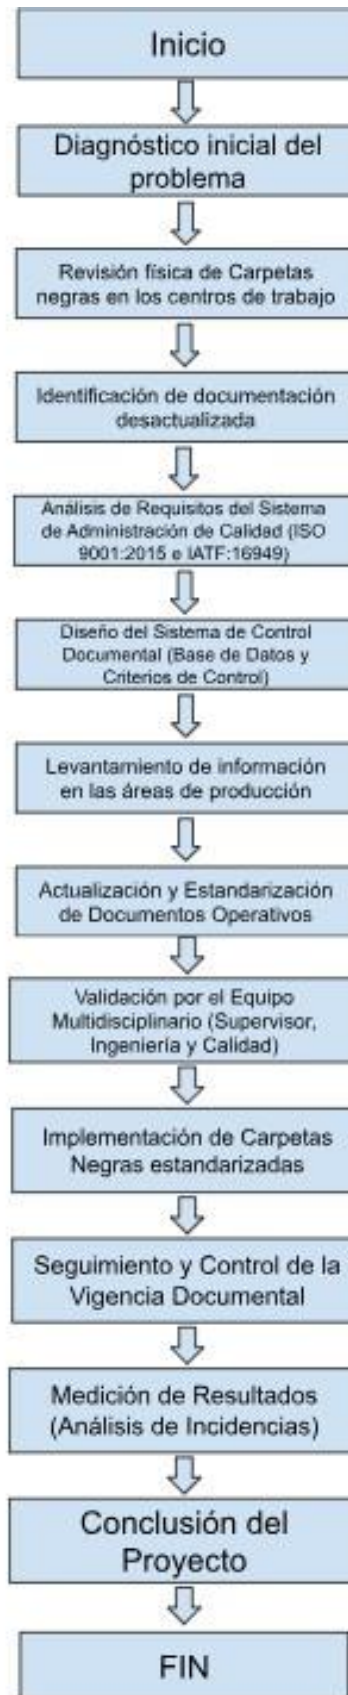 Inicio
Diagnóstico inicial del
problema
Revisión física de Carpetas
negras en los centros de trabajo
Identificación de documentación
desactualizada
Análisis de Requisitos del Sistema
de Administración de Calidad (ISO
9001:2015 e IATF:16949)
Diseño del Sistema de Control
Documental (Base de Datos y
Criterios de Control)
Levantamiento de información
en las áreas de producción
Actualización y Estandarización
de Documentos Operativos
Validación por el Equipo
Multidisciplinario (Supervisor,
Ingeniería y Calidad)
Implementación de Carpetas
Negras estandarizadas
Seguimiento y Control de la
Vigencia Documental
Medición de Resultados
(Análisis de Incidencias)
Conclusión del
Proyecto
FIN